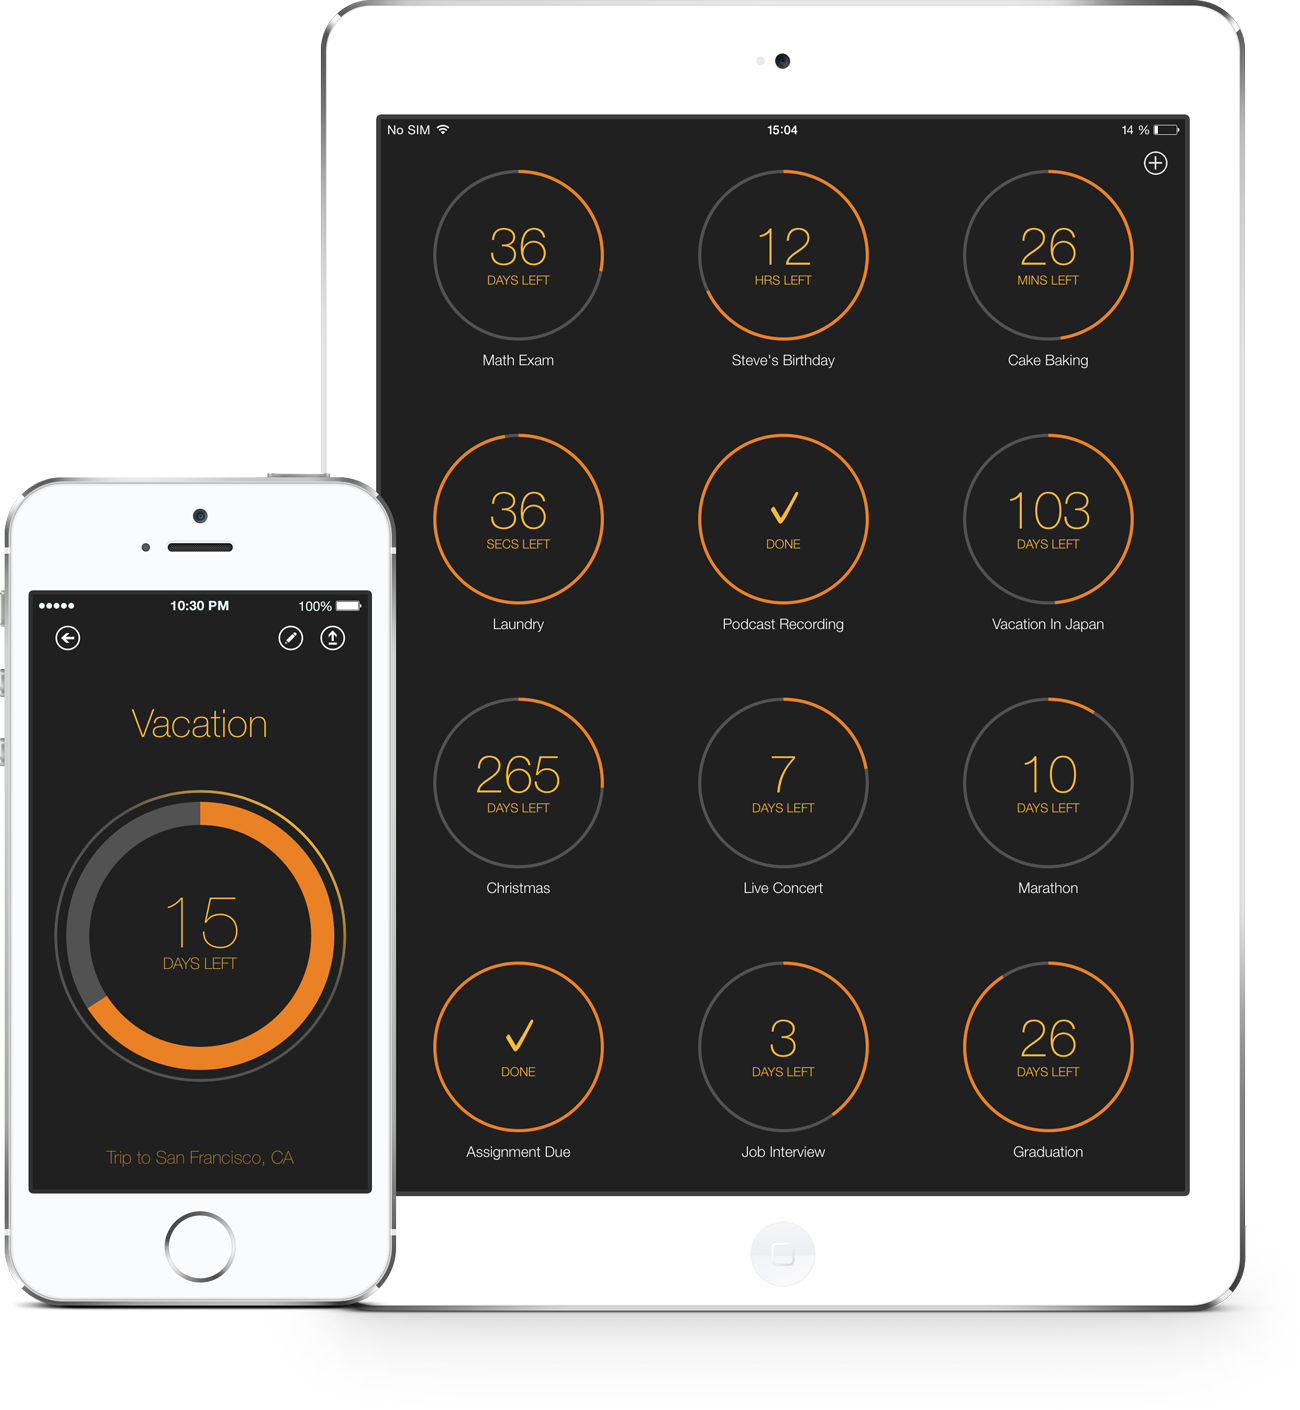 No SIM 15:04 14 %
36 12 26
DAYS LEFT HRS LEFT MINS LEFT
Math Exam Steve's Birthday Cake Baking
36 103
SECS LEFT DONE DAYS LEFT
Laundry Podcast Recording Vacation In Japan
265 7 10
DAYS LEFT DAYS LEFT DAYS LEFT
Christmas Live Concert Marathon
3 26
DONE DAYS LEFT DAYS LEFT
Assignment Due Job Interview Graduation
10:30 PM 100%
Vacation
15
DAYS LEFT
Trip to San Francisco, CA